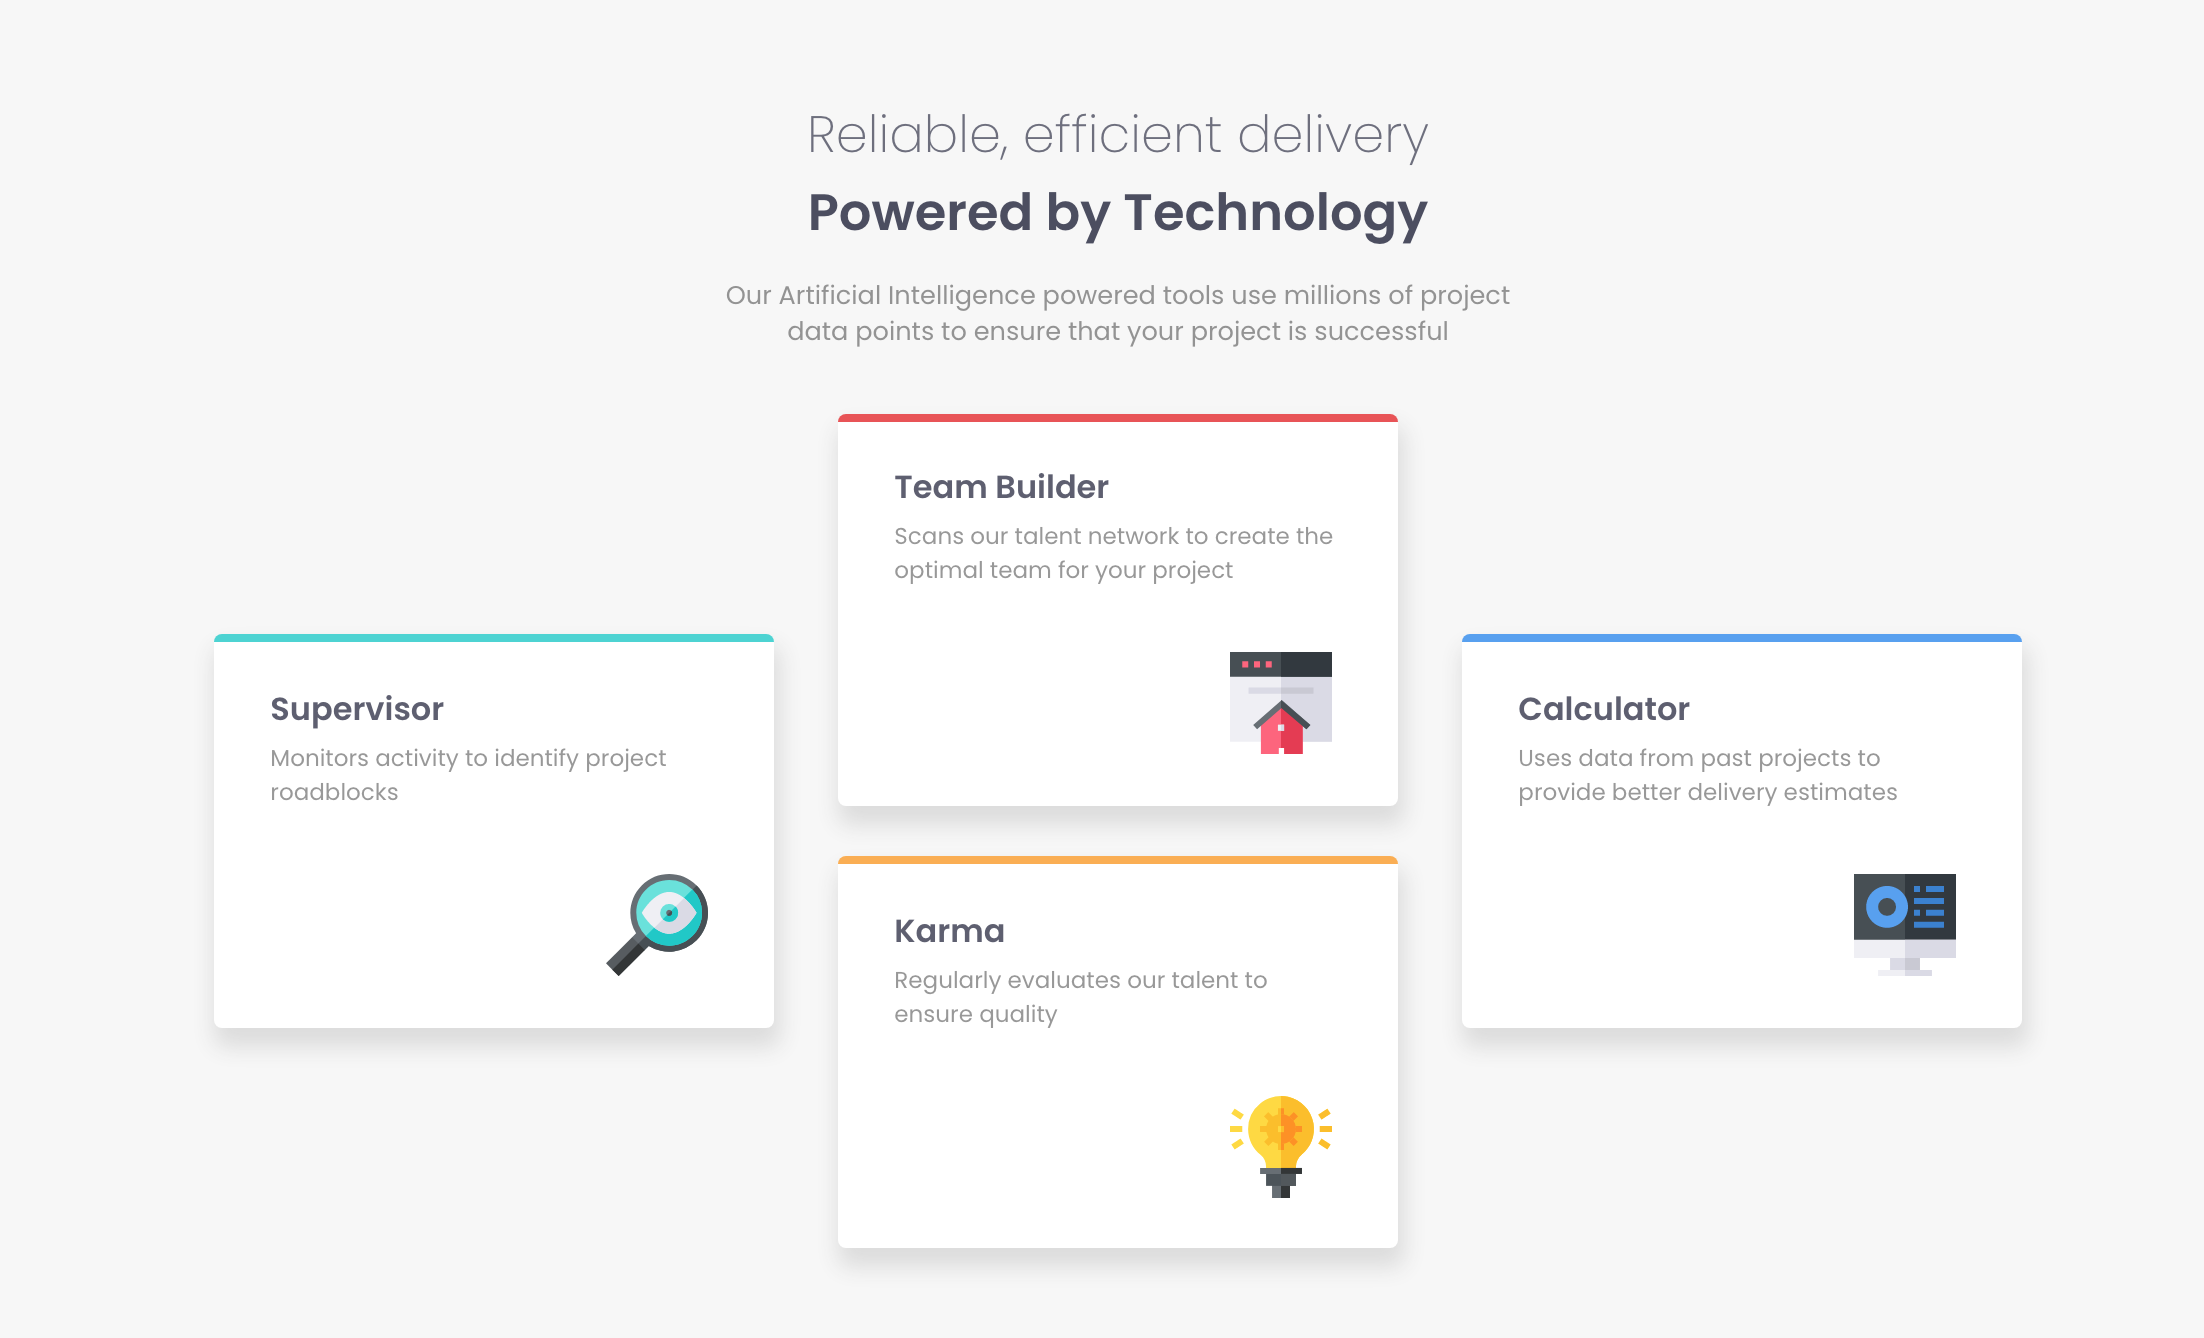 Reliable, efficient delivery
Powered by Technology
Our Artificial Intelligence powered tools use millions of project
data points to ensure that your project is successful
Supervisor
Monitors activity to identify project
roadblocks
Team Builder
Scans our talent network to create the
optimal team for your project
Karma
Regularly evaluates our talent to
ensure quality
Calculator
Uses data from past projects to
provide better delivery estimates